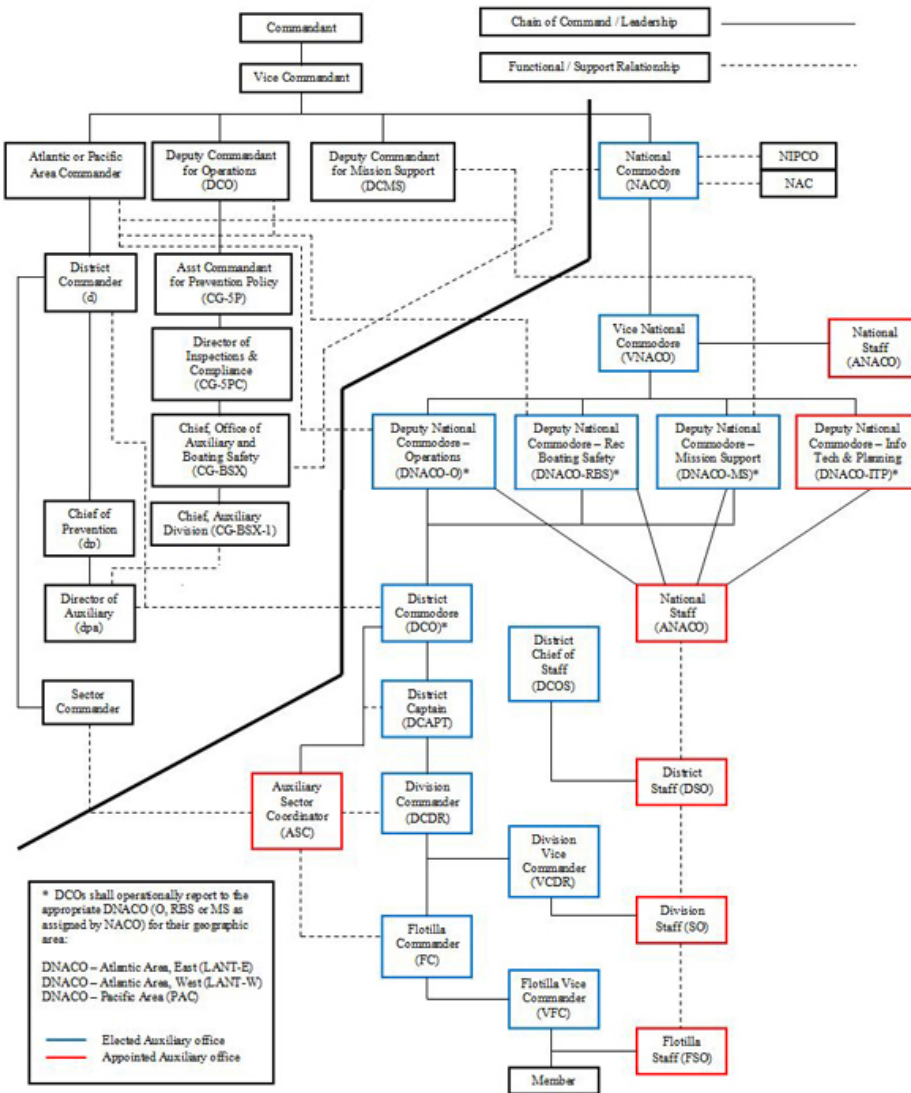 Commandant
Vice Commandant
Chain of Command / Leadership
Functional / Support Relationship
Atlantic or Pacific
Area Commander
Deputy Commandant
for Operations
(DCO)
Deputy Commandant
for Mission Support
(DCMS)
National
Commodore
(NACO)
NIPCO
NAC
District
Commander
(d)
Asst Commandant
for Prevention Policy
(CG-5P)
Director of
Inspections &
Compliance
(CG-5PC)
Vice National
Commodore
(VNACO)
National
Staff
(ANACO)
Chief, Office of
Auxiliary and
Boating Safety
(CG-BSX)
Deputy National
Commodore –
Operations
(DNACO-O)*
Deputy National
Commodore – Rec
Boating Safety
(DNACO-RBS)*
Deputy National
Commodore –
Mission Support
(DNACO-MS)*
Deputy National
Commodore – Info
Tech & Planning
(DNACO-ITP)*
Chief of
Prevention
(dp)
Chief, Auxiliary
Division (CG-BSX-1)
Director of
Auxiliary
(dpa)
District
Commodore
(DCO)*
National
Staff
(ANACO)
District
Chief of
Staff
(DCOS)
Sector
Commander
District
Captain
(DCAPT)
District
Staff (DSO)
Auxiliary
Sector
Coordinator
(ASC)
Division
Commander
(DCDR)
Division
Vice
Commander
(VCDR)
Division
Staff (SO)
Flotilla
Commander
(FC)
Flotilla Vice
Commander
(VFC)
Flotilla
Staff (FSO)
Member
* DCOs shall operationally report to the
appropriate DNACO (O, RBS or MS as
assigned by NACO) for their geographic
area:
DNACO – Atlantic Area, East (LANT-E)
DNACO – Atlantic Area, West (LANT-W)
DNACO – Pacific Area (PAC)
Elected Auxiliary office
Appointed Auxiliary office